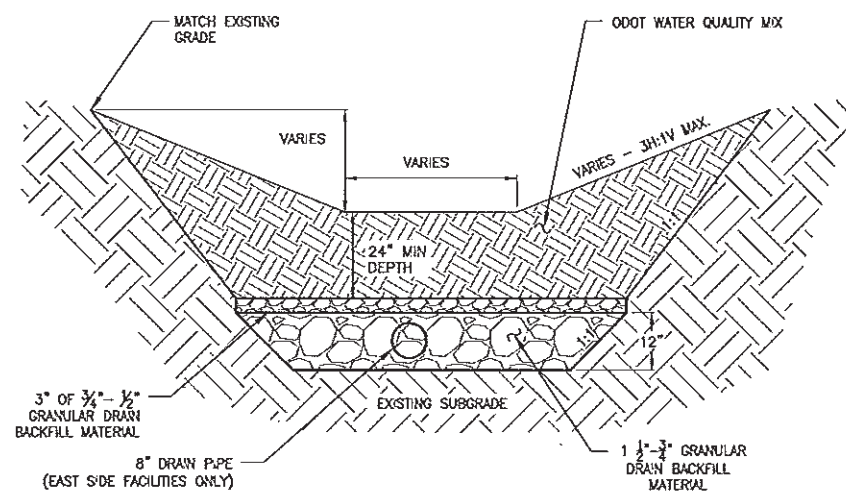 MATCH EXISTING
GRADE
ODOT WATER QUALITY MIX
VARIES
VARIES
VARIES - 3H:1V MAX.
24" MIN
DEPTH
1:1
12"
3" OF 3/4" - 1/2"
GRANULAR DRAIN
BACKFILL MATERIAL
EXISTING SUBGRADE
8" DRAIN PIPE
(EAST SIDE FACILITIES ONLY)
1 1/2"-3/4" GRANULAR
DRAIN BACKFILL
MATERIAL